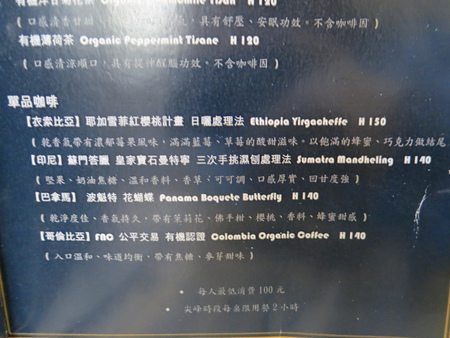 Tisan H 120
具有舒壓、安眠功效。不含咖啡因 )
有機薄荷茶 Organic Peppermint Tisane H 120
( 口感清涼順口，具有提神醒腦功效，不含咖啡因 )
單品咖啡
【衣索比亞】耶加雪菲紅櫻桃計畫 日曬處理法 Ethiopia Yirgacheffe H 150
( 乾香氣帶有濃郁莓果風味，滿滿藍莓、草莓的酸甜滋味。以飽滿的蜂蜜、巧克力做結尾
【印尼】蘇門答臘 皇家寶石曼特寧 三次手挑濕刨處理法 Sumatra Mandheling H 140
( 堅果、奶油焦糖、溫和香料、香草、可可調、口感厚實、回甘度強 )
【巴拿馬】 波魁特 花蝴蝶 Panama Boquete Butterfly H 140
( 乾淨度佳、香氣持久，帶有茉莉花、佛手柑、櫻桃、香料、蜂蜜甜感 )
【哥倫比亞】FNC 公平交易 有機認證 Colombia Organic Coffee H 140
( 入口溫和、味道均衡，帶有焦糖、麥芽甜味 )
• 每人最低消費 100 元
• 尖峰時段每桌限用餐 2 小時